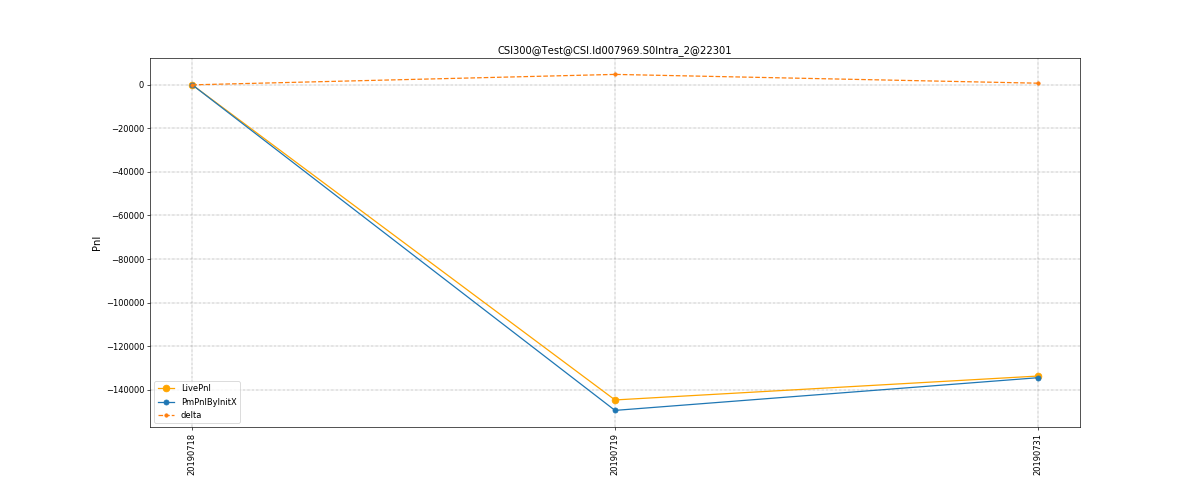 CSI300@Test@CSI.Id007969.S0Intra_2@22301
0
−20000
−40000
−60000
−80000
−100000
−120000
−140000
Pnl
LivePnl
PmPnlByInitX
delta
20190718
20190719
20190731